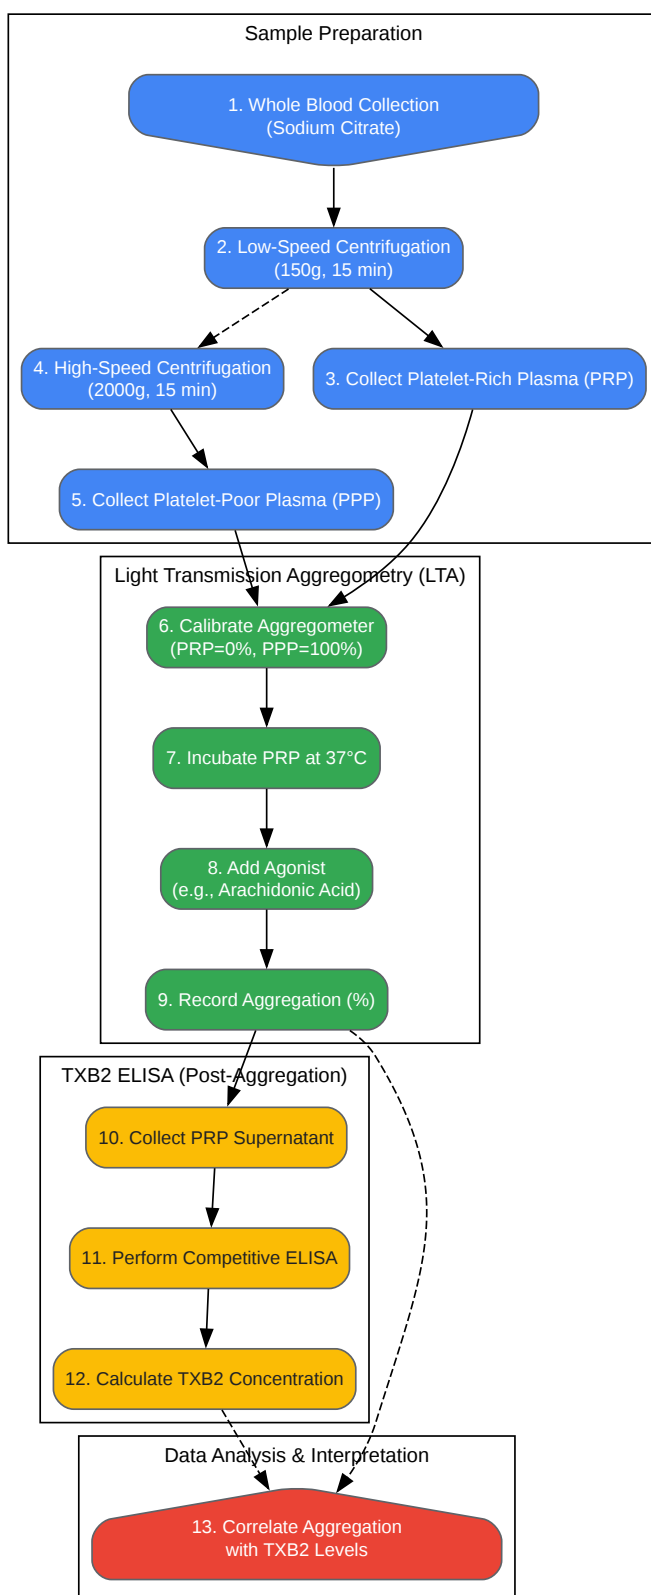 Sample Preparation
1. Whole Blood Collection
(Sodium Citrate)
2. Low-Speed Centrifugation
(150g, 15 min)
4. High-Speed Centrifugation
(2000g, 15 min)
3. Collect Platelet-Rich Plasma (PRP)
5. Collect Platelet-Poor Plasma (PPP)
Light Transmission Aggregometry (LTA)
6. Calibrate Aggregometer
(PRP=0%, PPP=100%)
7. Incubate PRP at 37°C
8. Add Agonist
(e.g., Arachidonic Acid)
9. Record Aggregation (%)
TXB2 ELISA (Post-Aggregation)
10. Collect PRP Supernatant
11. Perform Competitive ELISA
12. Calculate TXB2 Concentration
Data Analysis & Interpretation
13. Correlate Aggregation
with TXB2 Levels